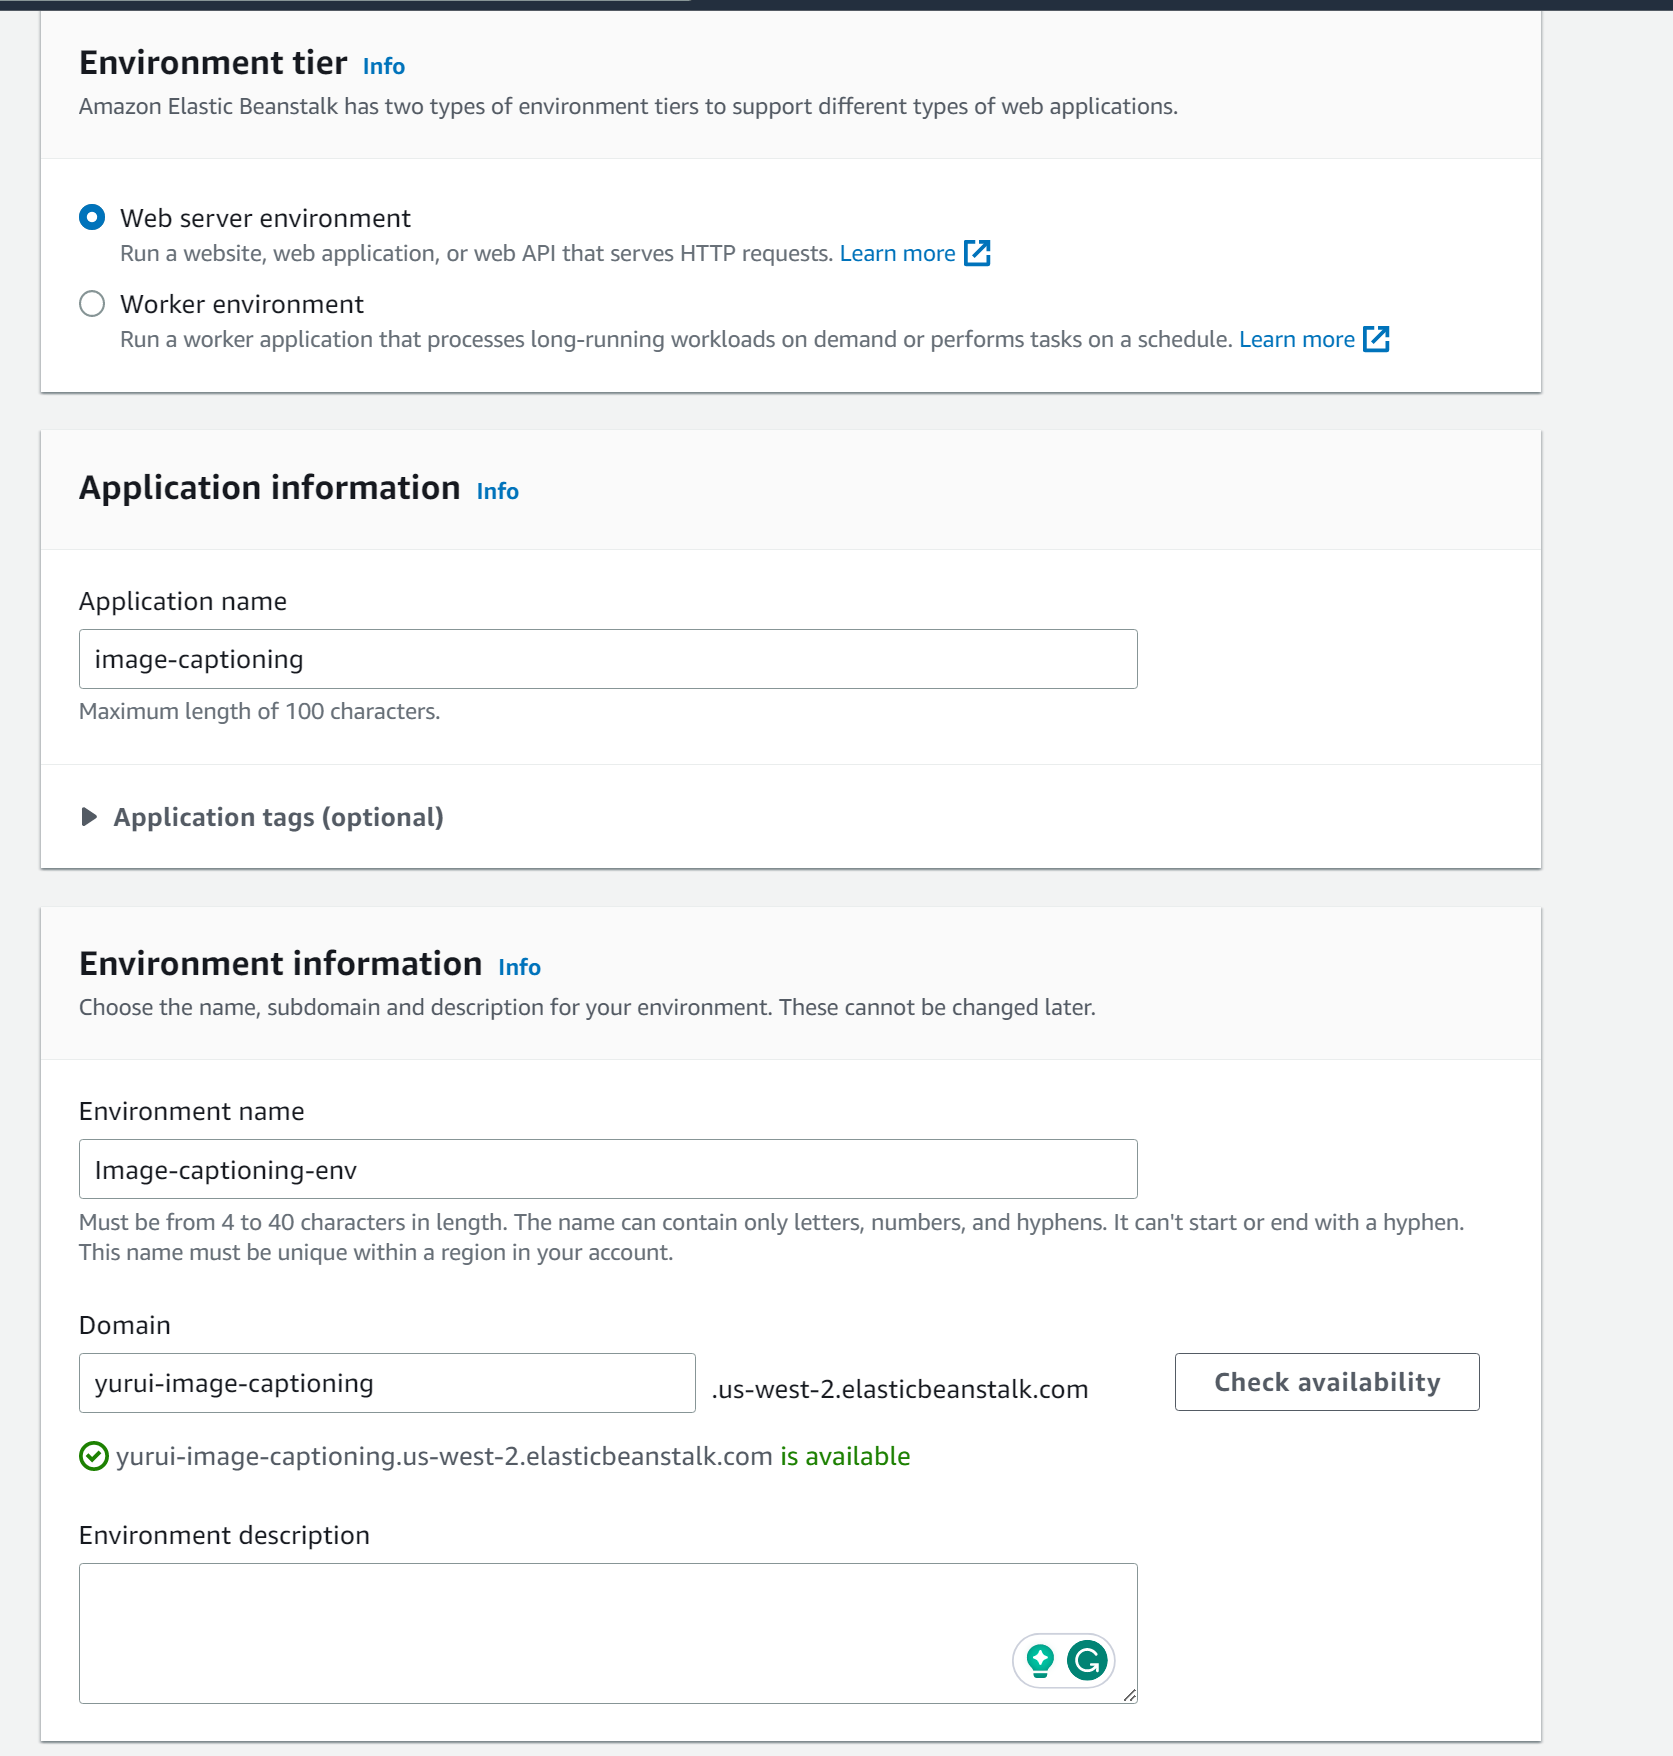 Environment tier Info
Amazon Elastic Beanstalk has two types of environment tiers to support different types of web applications.
Web server environment
Run a website, web application, or web API that serves HTTP requests. Learn more
Worker environment
Run a worker application that processes long-running workloads on demand or performs tasks on a schedule. Learn more
Application information Info
Application name
image-captioning
Maximum length of 100 characters.
Application tags (optional)
Environment information Info
Choose the name, subdomain and description for your environment. These cannot be changed later.
Environment name
Image-captioning-env
Must be from 4 to 40 characters in length. The name can contain only letters, numbers, and hyphens. It can't start or end with a hyphen.
This name must be unique within a region in your account.
Domain
yurui-image-captioning .us-west-2.elasticbeanstalk.com Check availability
yurui-image-captioning.us-west-2.elasticbeanstalk.com is available
Environment description